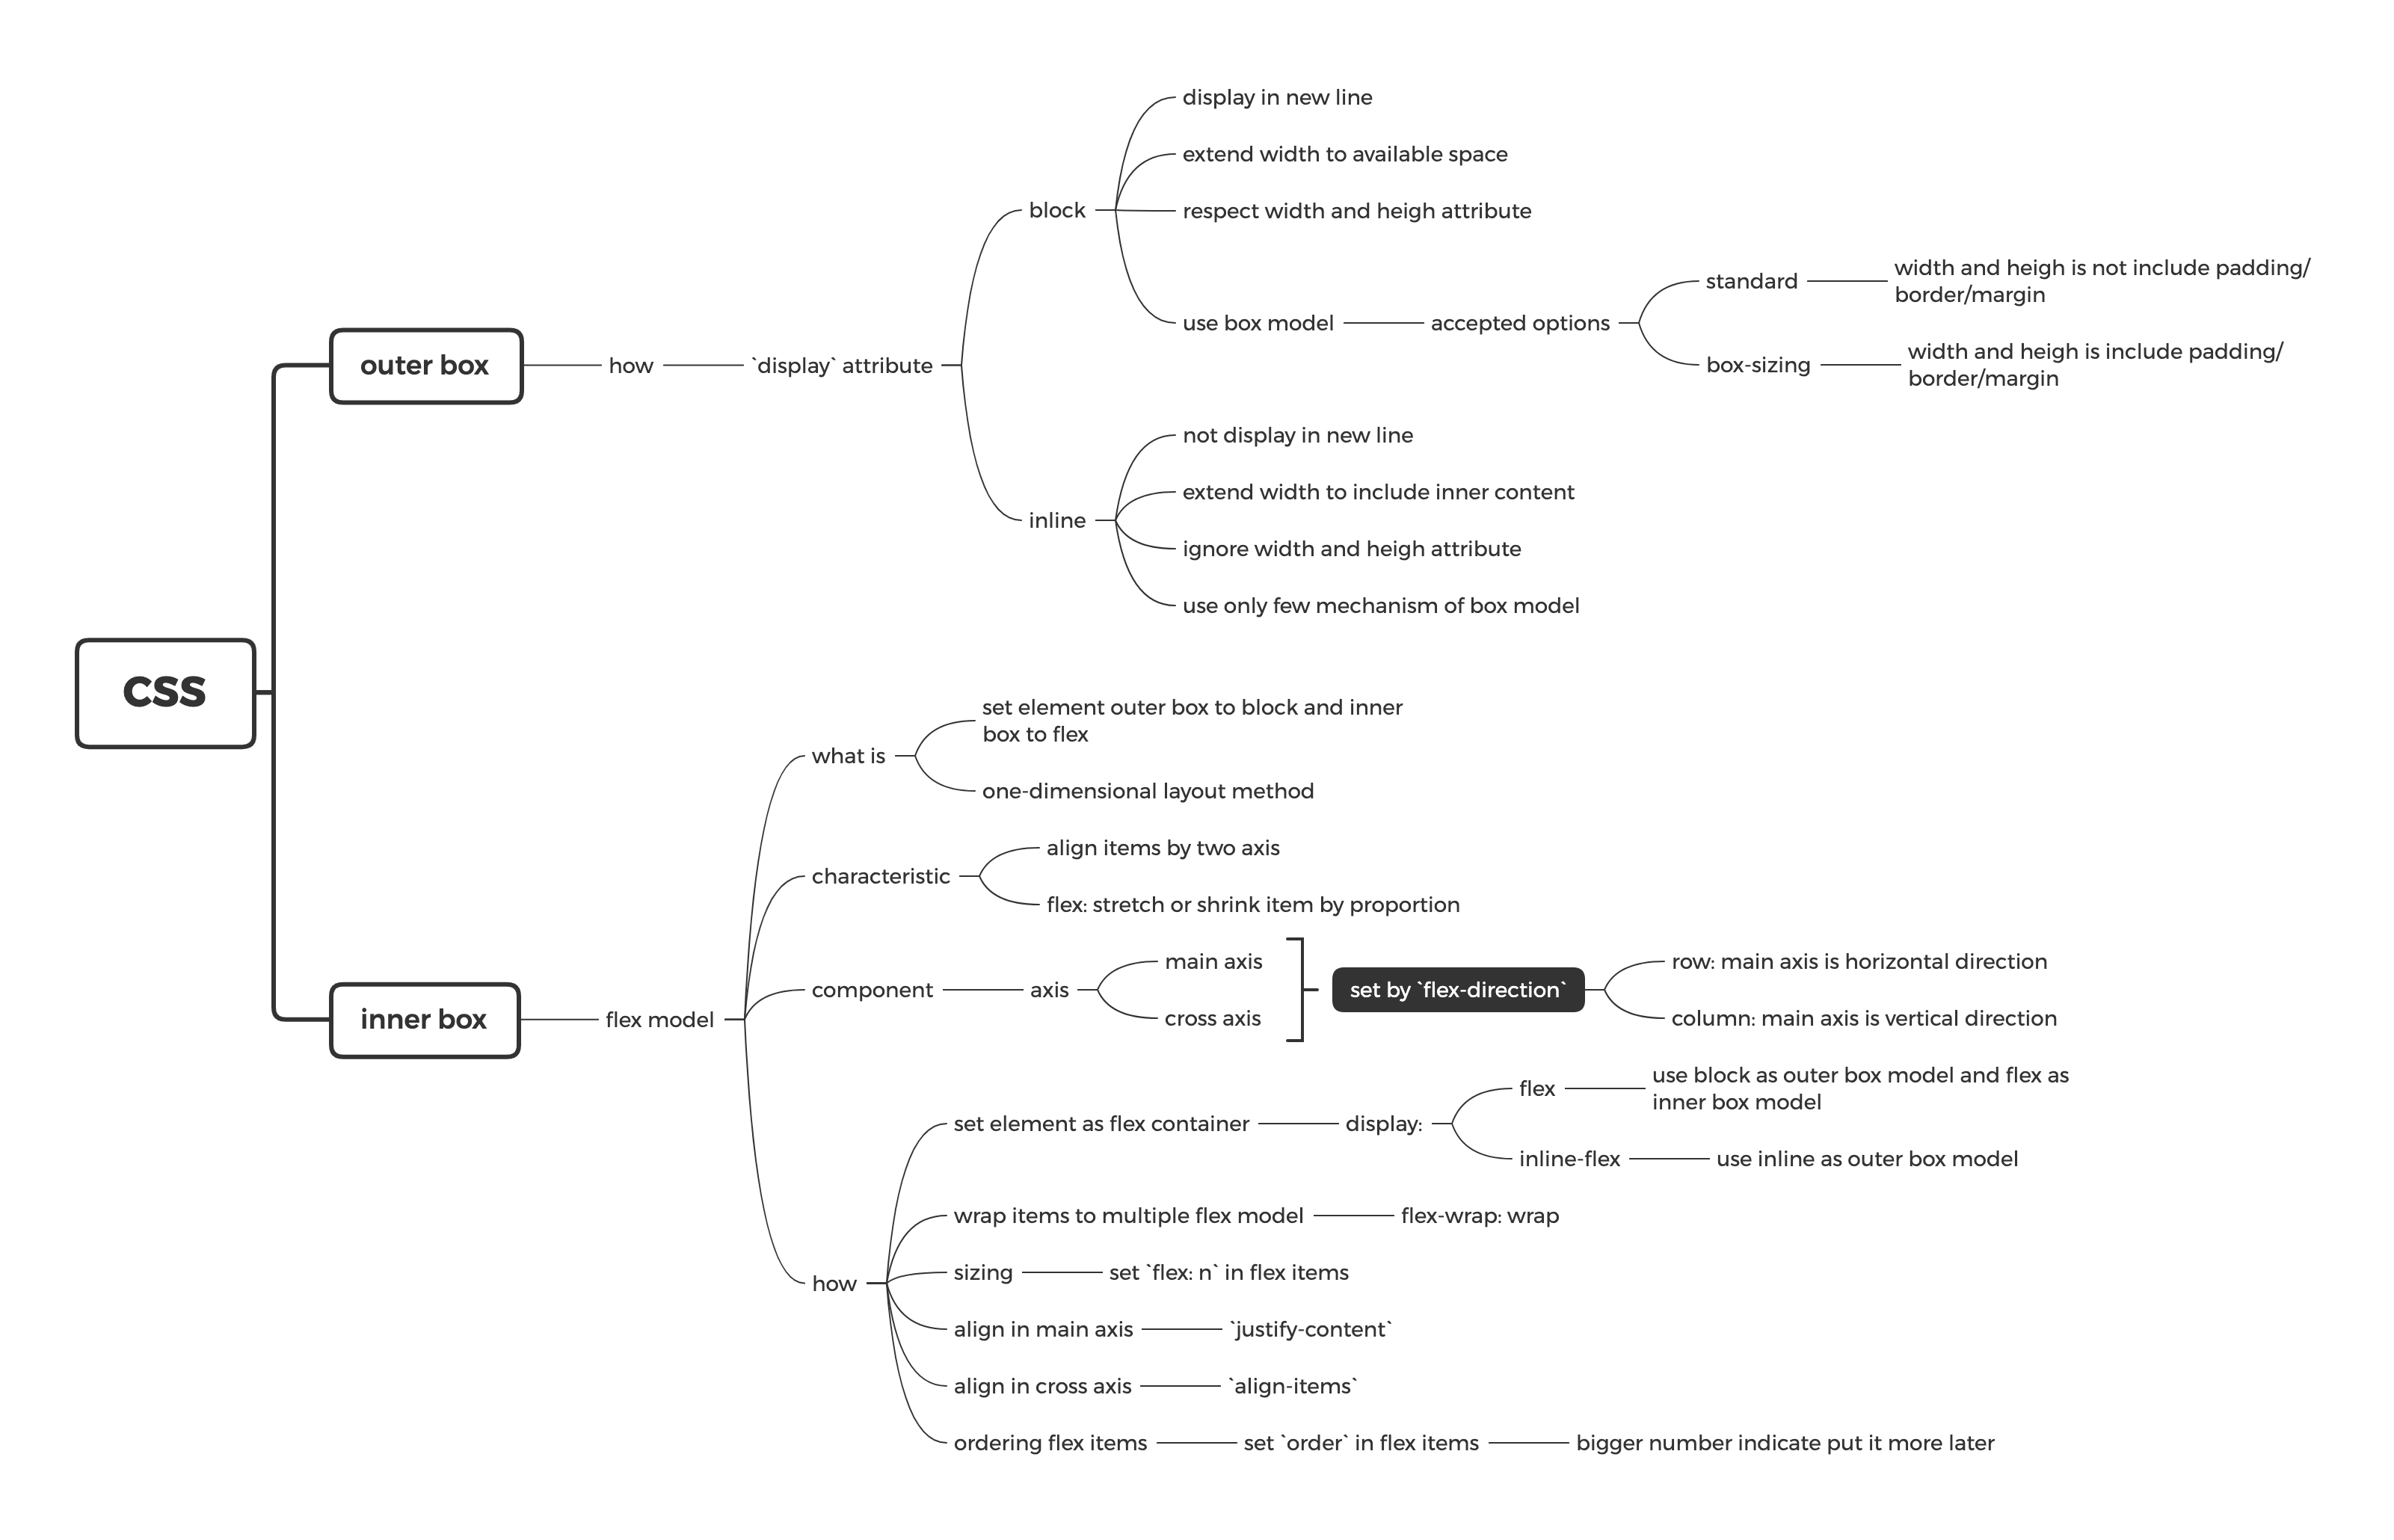 css
outer box
how
`display` attribute
block
display in new line
extend width to available space
respect width and heigh attribute
use box model
accepted options
standard
width and heigh is not include padding/
border/margin
box-sizing
width and heigh is include padding/
border/margin
inline
not display in new line
extend width to include inner content
ignore width and heigh attribute
use only few mechanism of box model
inner box
flex model
what is
set element outer box to block and inner
box to flex
one-dimensional layout method
characteristic
align items by two axis
flex: stretch or shrink item by proportion
component
axis
main axis
cross axis
set by `flex-direction`
row: main axis is horizontal direction
column: main axis is vertical direction
how
set element as flex container
display:
flex
use block as outer box model and flex as
inner box model
inline-flex
use inline as outer box model
wrap items to multiple flex model
flex-wrap: wrap
sizing
set `flex: n` in flex items
align in main axis
`justify-content`
align in cross axis
`align-items`
ordering flex items
set `order` in flex items
bigger number indicate put it more later